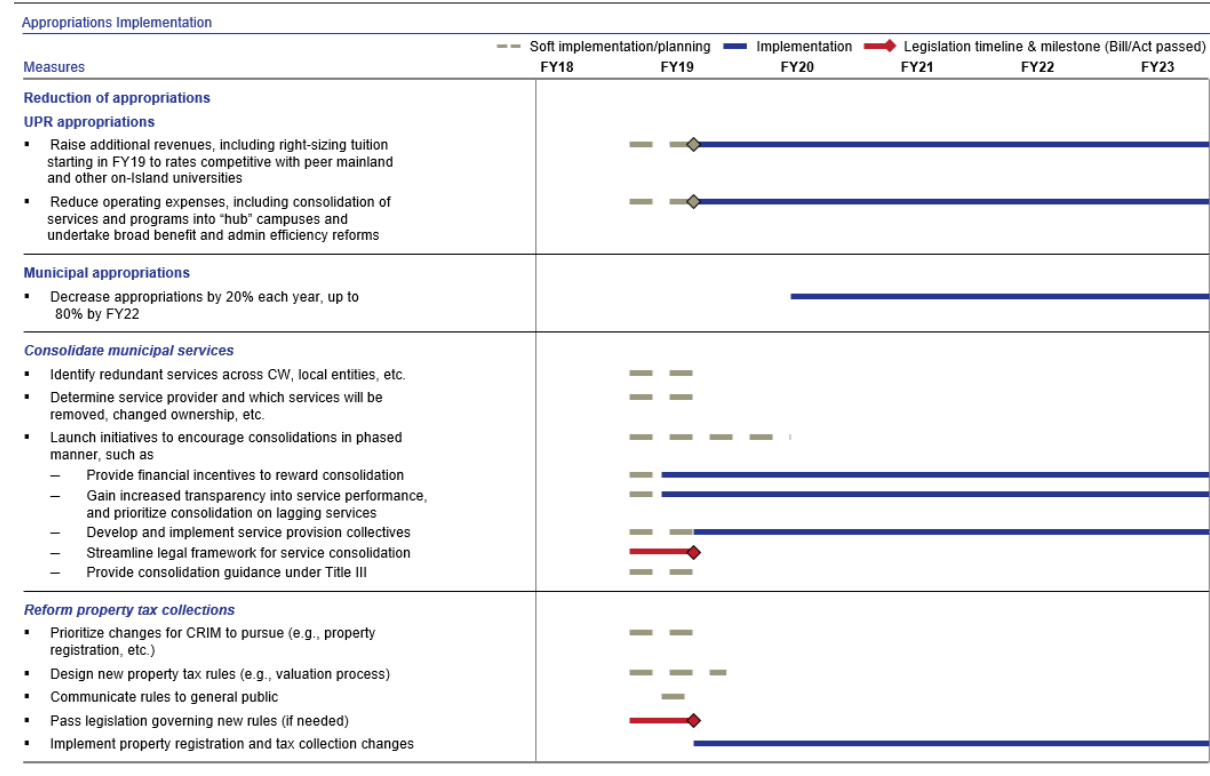 Appropriations Implementation
Soft implementation/planning Implementation Legislation timeline & milestone (Bill/Act passed)
Measures FY18 FY19 FY20 FY21 FY22 FY23
Reduction of appropriations
UPR appropriations
▪ Raise additional revenues, including right-sizing tuition
starting in FY19 to rates competitive with peer mainland
and other on-Island universities
▪ Reduce operating expenses, including consolidation of
services and programs into “hub” campuses and
undertake broad benefit and admin efficiency reforms
Municipal appropriations
▪ Decrease appropriations by 20% each year, up to
80% by FY22
Consolidate municipal services
▪ Identify redundant services across CW, local entities, etc.
▪ Determine service provider and which services will be
removed, changed ownership, etc.
▪ Launch initiatives to encourage consolidations in phased
manner, such as
– Provide financial incentives to reward consolidation
– Gain increased transparency into service performance,
and prioritize consolidation on lagging services
– Develop and implement service provision collectives
– Streamline legal framework for service consolidation
– Provide consolidation guidance under Title III
Reform property tax collections
▪ Prioritize changes for CRIM to pursue (e.g., property
registration, etc.)
▪ Design new property tax rules (e.g., valuation process)
▪ Communicate rules to general public
▪ Pass legislation governing new rules (if needed)
▪ Implement property registration and tax collection changes